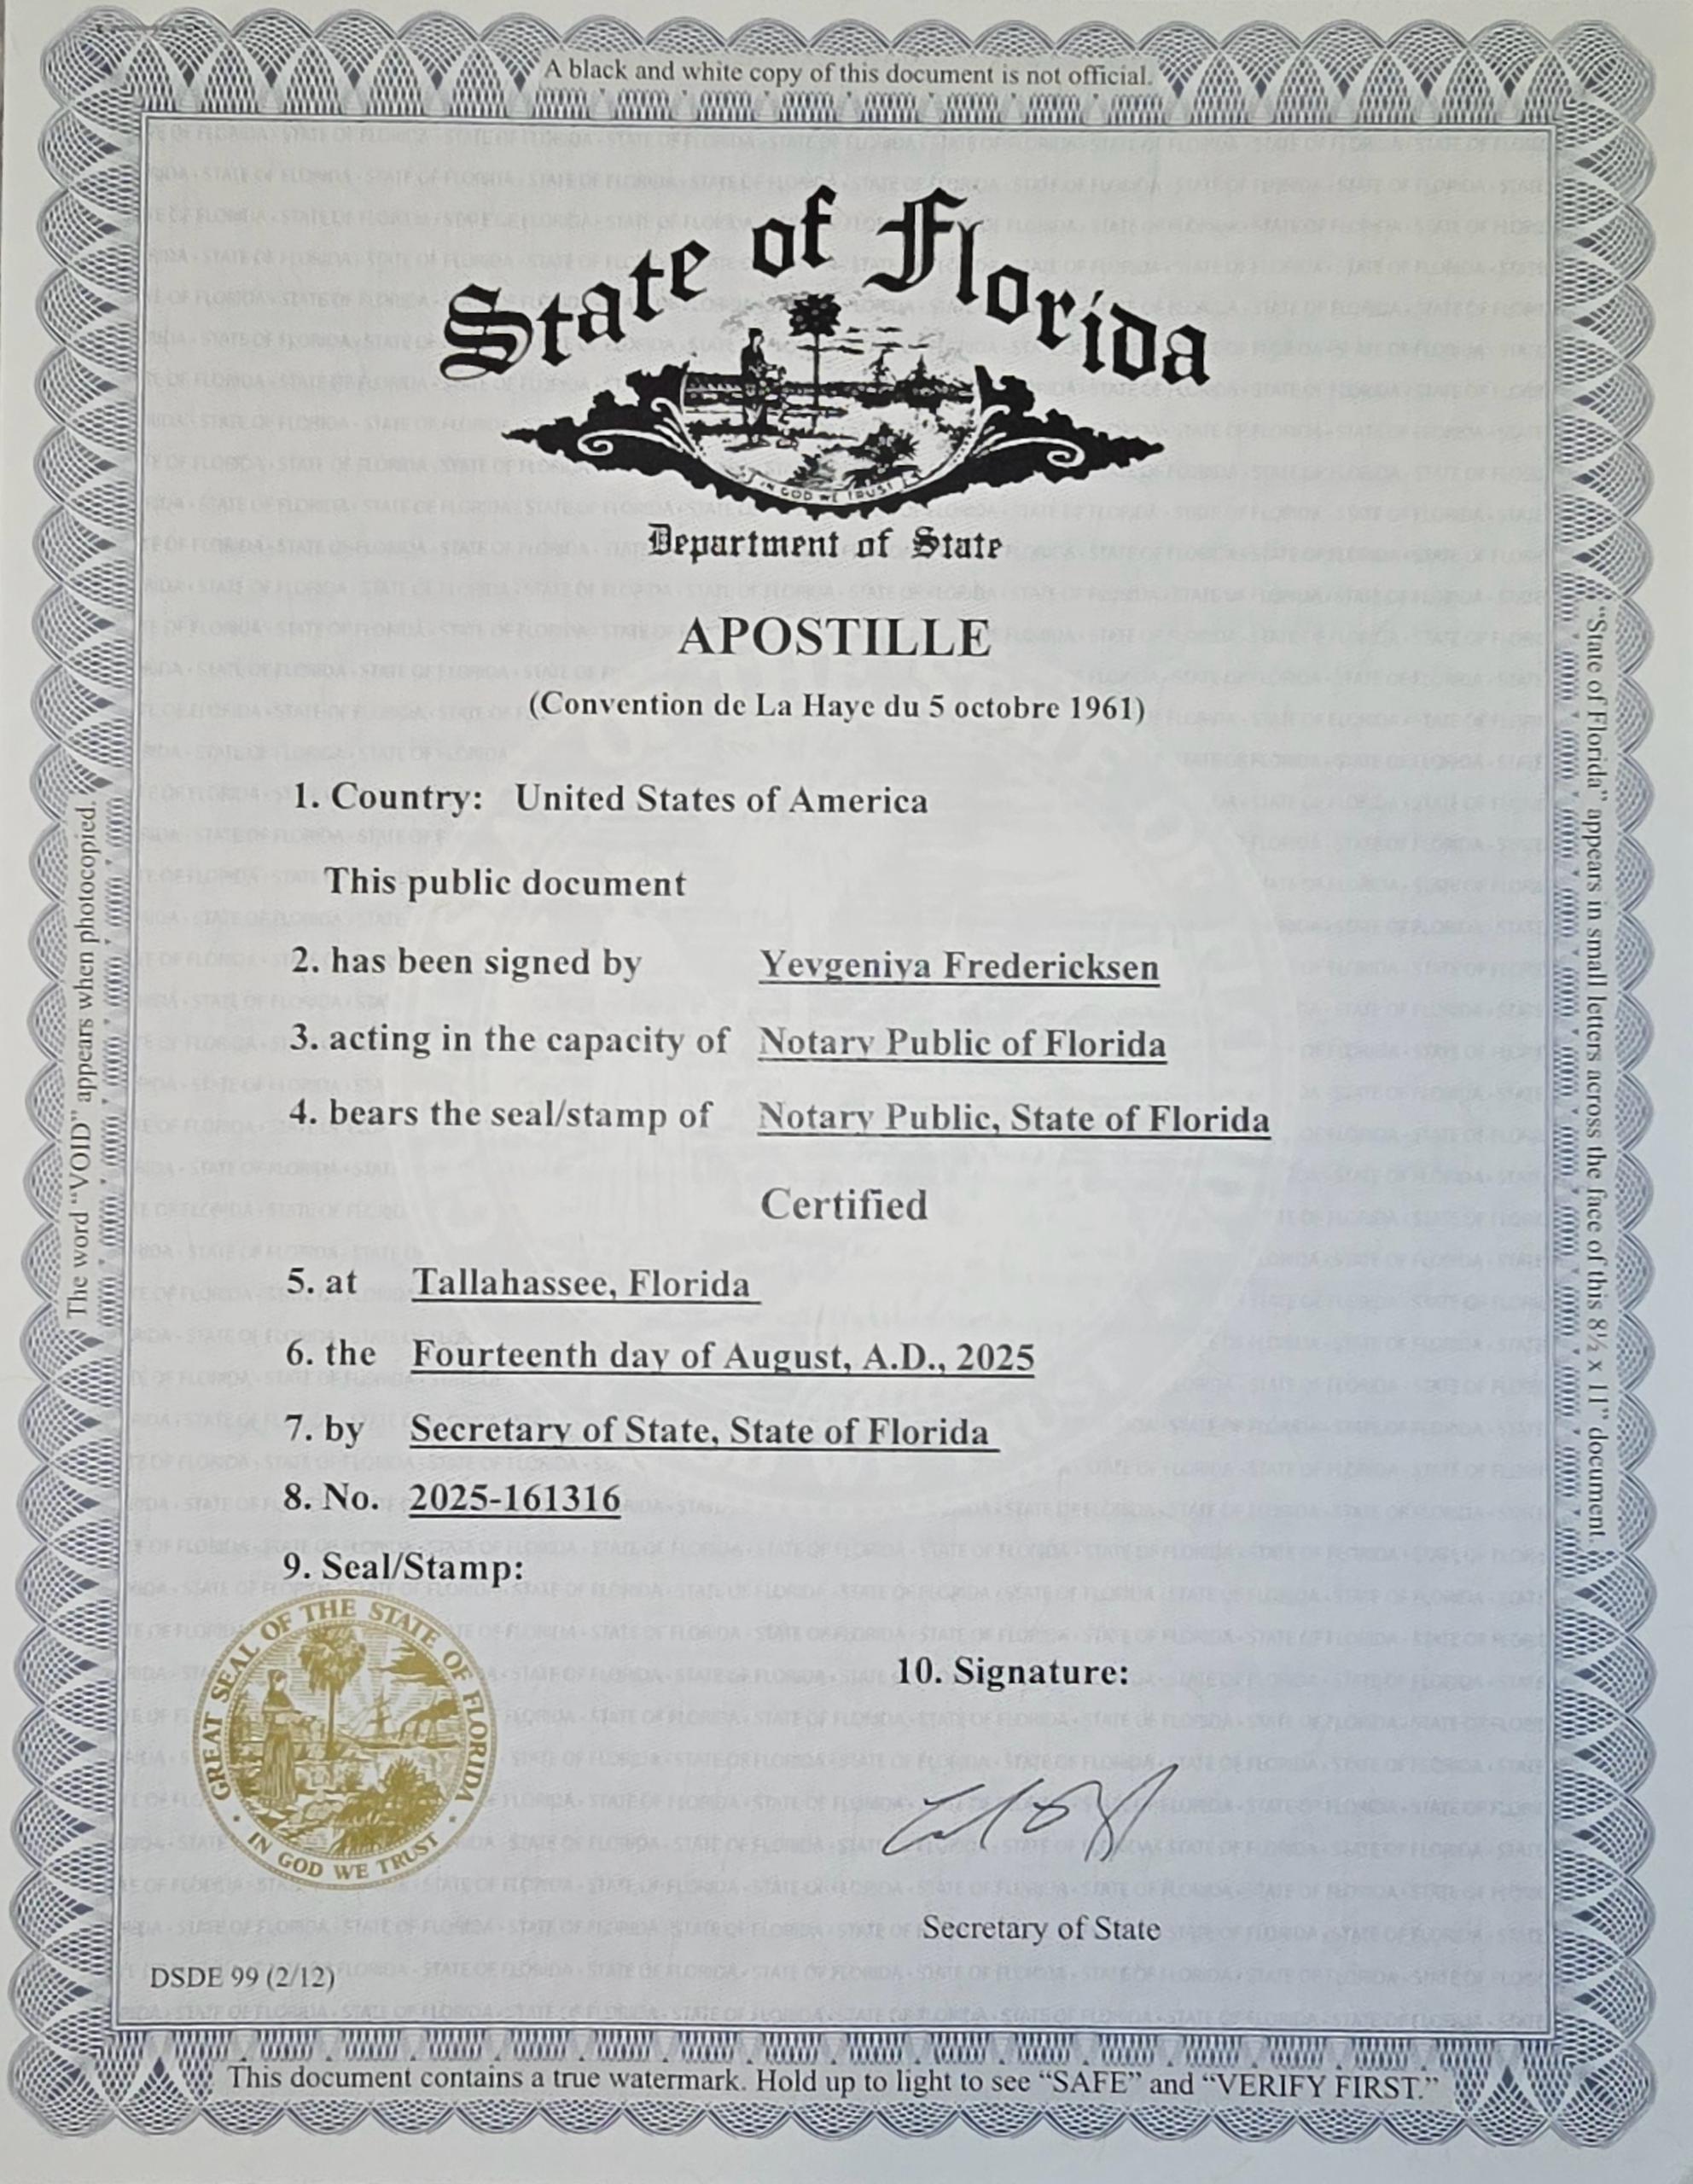 A black and white copy of this document is not official.
State of Florida
IN GOD WE TRUST
Department of State
APOSTILLE
(Convention de La Haye du 5 octobre 1961)
1. Country: United States of America
This public document
2. has been signed by Yevgeniya Fredericksen
3. acting in the capacity of Notary Public of Florida
4. bears the seal/stamp of Notary Public, State of Florida
Certified
5. at Tallahassee, Florida
6. the Fourteenth day of August, A.D., 2025
7. by Secretary of State, State of Florida
8. No. 2025-161316
9. Seal/Stamp:
GREAT SEAL OF THE STATE OF FLORIDA
IN GOD WE TRUST
10. Signature:
Secretary of State
DSDE 99 (2/12)
The word "VOID" appears when photocopied.
"State of Florida" appears in small letters across the face of this 8½ x 11" document.
This document contains a true watermark. Hold up to light to see "SAFE" and "VERIFY FIRST."